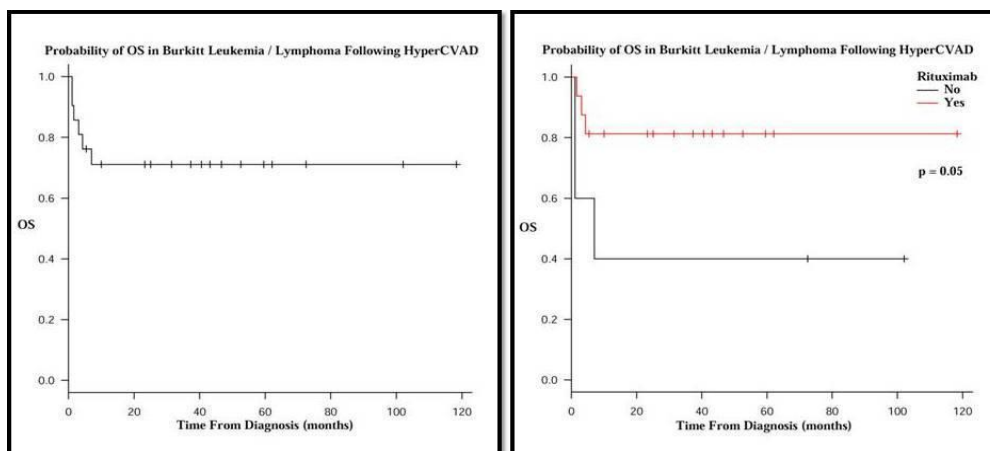 Probability of OS in Burkitt Leukemia / Lymphoma Following HyperCVAD
1.0
0.8
0.6
OS
0.4
0.2
0.0
0 20 40 60 80 100 120
Time From Diagnosis (months)
Probability of OS in Burkitt Leukemia / Lymphoma Following HyperCVAD
Rituximab
No
Yes
1.0
0.8
p = 0.05
0.6
OS
0.4
0.2
0.0
0 20 40 60 80 100 120
Time From Diagnosis (months)